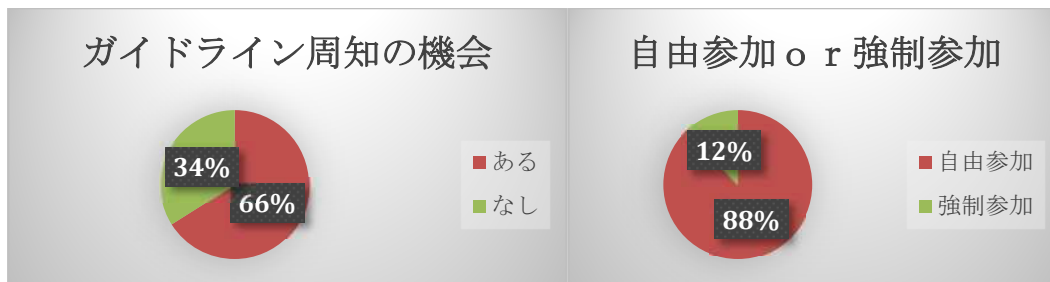 ガイドライン周知の機会
34%
66%
ある
なし
自由参加ｏｒ強制参加
12%
88%
自由参加
強制参加